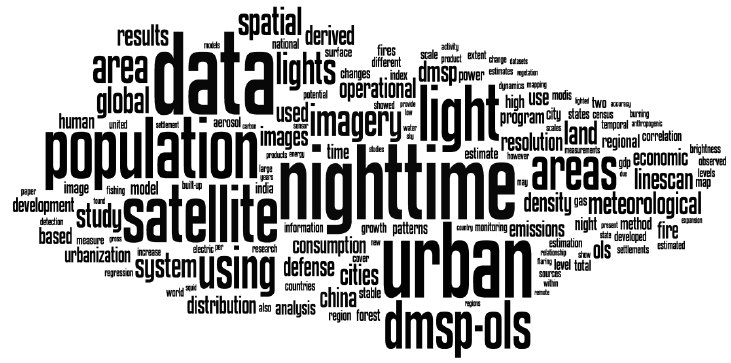 spatial
results
models
national
derived
surface
data
area
global
lights
fires
different
scale
activity
product
extent
change
datasets
estimates
vegetation
changes
index
dmsp
power
operational
dynamics
mapping
potential
showed
provide
low
used
sensor
imagery
light
high
use
modis
lighted
two
accuracy
program
city
states
census
burning
human
united
settlement
aerosol
carbon
images
water
sky
scales
land
temporal
anthropogenic
population
resolution
regional
correlation
products
energy
time
studies
estimate
however
measurements
gdp
economic
brightness
observed
large
years
nighttime
may
areas
due
linescan
levels
map
paper
image
fishing
model
built-up
india
development
found
study
satellite
density
gas
meteorological
detection
based
measure
gross
information
growth
patterns
country
monitoring
emissions
night
present
method
expansion
state
developed
fire
urbanization
increase
electric
per
research
consumption
new
urban
estimation
ols
settlements
estimated
relationship
show
regression
system
using
defense
cover
cities
flaring
level
total
sources
world
squid
countries
china
stable
within
remote
distribution
also
analysis
region
forest
regions
dmsp-ols